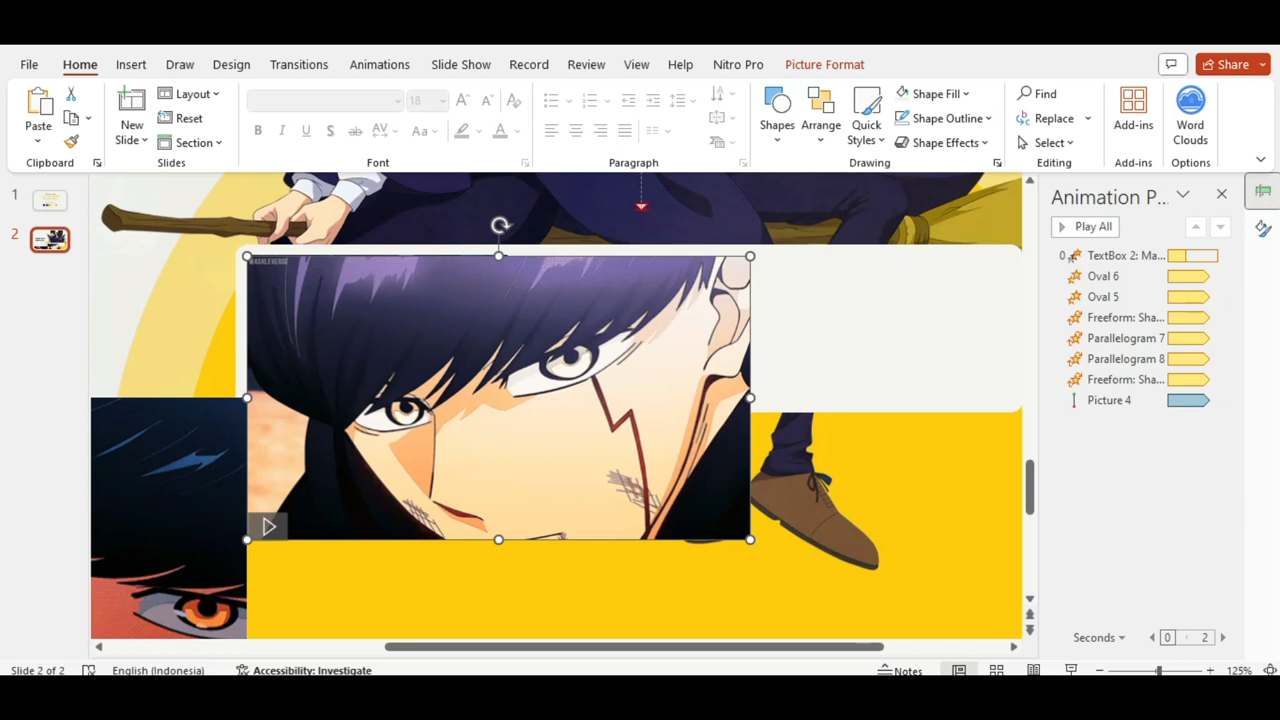 File Home Insert Draw Design Transitions Animations Slide Show Record Review View Help Nitro Pro Picture Format Share
Paste
Clipboard
New
Slide
Layout
Reset
Section
Slides
18
B I U S ab AV Aa A
Font
Paragraph
Shapes Arrange Quick
Styles
Shape Fill
Shape Outline
Shape Effects
Drawing
Find
Replace
Select
Editing
Add-ins
Add-ins
Word
Clouds
Options
1
2
Animation P...
Play All
0 TextBox 2: Ma...
Oval 6
Oval 5
Freeform: Sha...
Parallelogram 7
Parallelogram 8
Freeform: Sha...
Picture 4
Seconds 0 2
Slide 2 of 2 English (Indonesia) Accessibility: Investigate Notes 125%